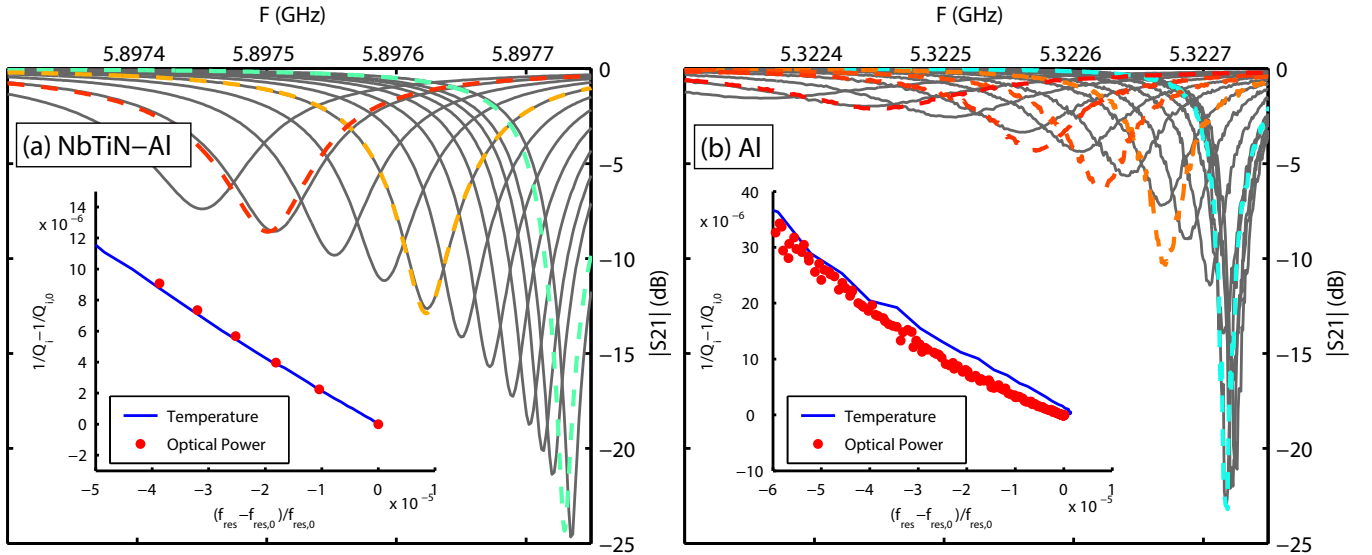 F (GHz)
5.8974 5.8975 5.8976 5.8977
0
−5
−10
−15
−20
−25
|S21| (dB)
(a) NbTiN−Al
x 10⁻⁶
14
12
10
8
6
4
2
0
−2
1/Qᵢ−1/Qᵢ,₀
Temperature
Optical Power
−5 −4 −3 −2 −1 0 1
x 10⁻⁵
(f_res−f_res,0)/f_res,0
F (GHz)
5.3224 5.3225 5.3226 5.3227
0
−5
−10
−15
−20
−25
|S21| (dB)
(b) Al
40
x 10⁻⁶
30
20
10
0
−10
1/Qᵢ−1/Qᵢ,₀
Temperature
Optical Power
−6 −5 −4 −3 −2 −1 0 1
x 10⁻⁵
(f_res−f_res,0)/f_res,0